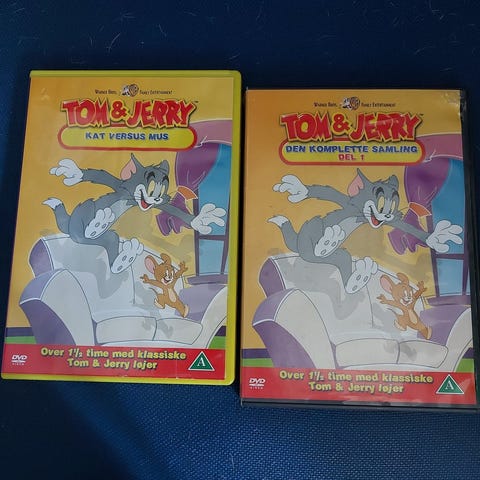 Warner Bros. Family Entertainment
TOM & JERRY
KAT VERSUS MUS
Over 1½ time med klassiske
Tom & Jerry løjer
DVD
VIDEO
A
Warner Bros. Family Entertainment
TOM & JERRY
DEN KOMPLETTE SAMLING
DEL 1
Over 1½ time med klassiske
Tom & Jerry løjer
DVD
VIDEO
A